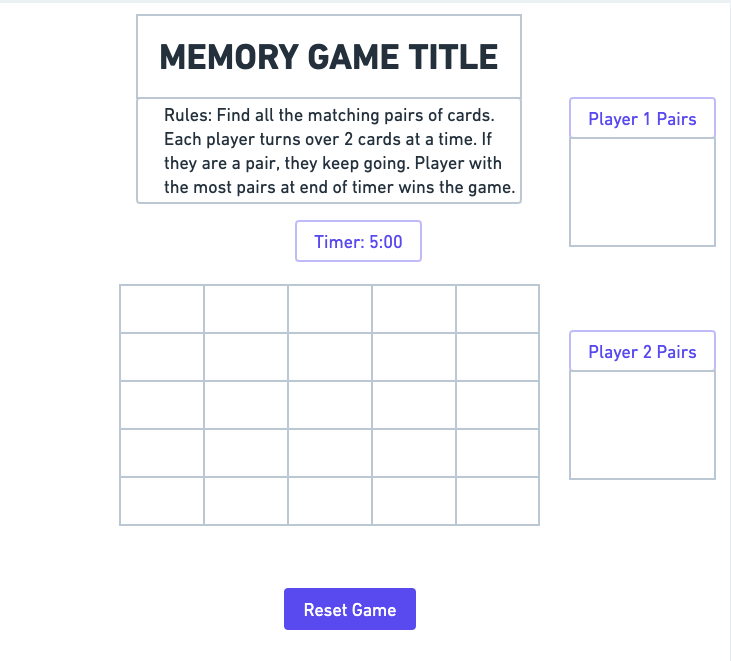 MEMORY GAME TITLE
Rules: Find all the matching pairs of cards.
Each player turns over 2 cards at a time. If
they are a pair, they keep going. Player with
the most pairs at end of timer wins the game.
Player 1 Pairs
Timer: 5:00
Player 2 Pairs
Reset Game